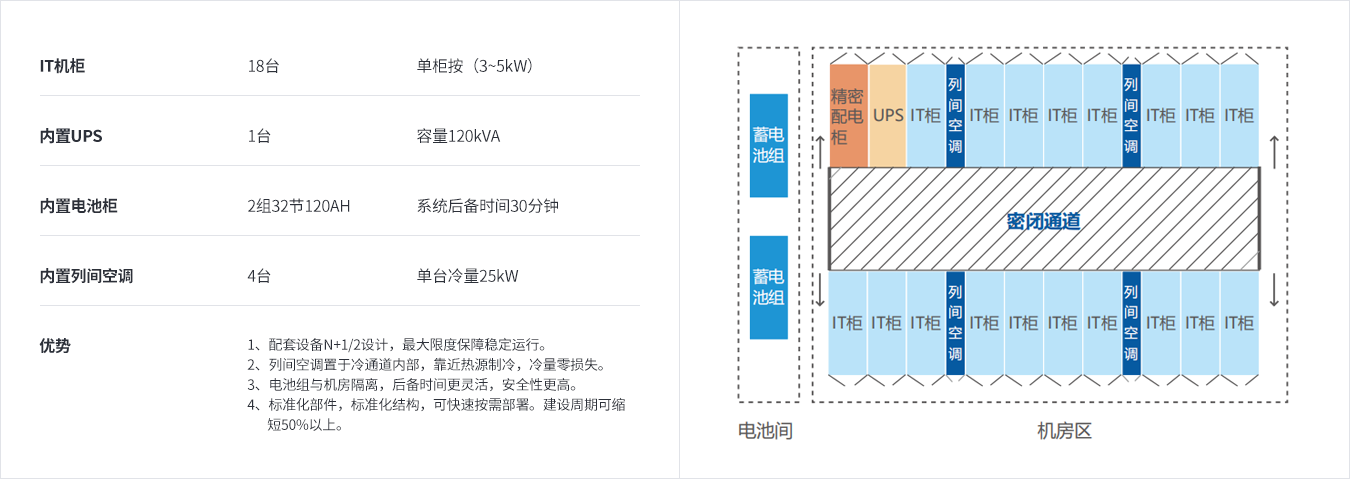 IT机柜 18台 单柜按（3~5kW）
内置UPS 1台 容量120kVA
内置电池柜 2组32节120AH 系统后备时间30分钟
内置列间空调 4台 单台冷量25kW
优势 1、配套设备N+1/2设计，最大限度保障稳定运行。
2、列间空调置于冷通道内部，靠近热源制冷，冷量零损失。
3、电池组与机房隔离，后备时间更灵活，安全性更高。
4、标准化部件，标准化结构，可快速按需部署。建设周期可缩
短50%以上。
蓄电
池组
蓄电
池组
电池间
精密
配电
柜
UPS
IT柜
列
间
空
调
IT柜
IT柜
IT柜
IT柜
列
间
空
调
IT柜
IT柜
IT柜
密闭通道
IT柜
IT柜
IT柜
列
间
空
调
IT柜
IT柜
IT柜
IT柜
列
间
空
调
IT柜
IT柜
IT柜
机房区